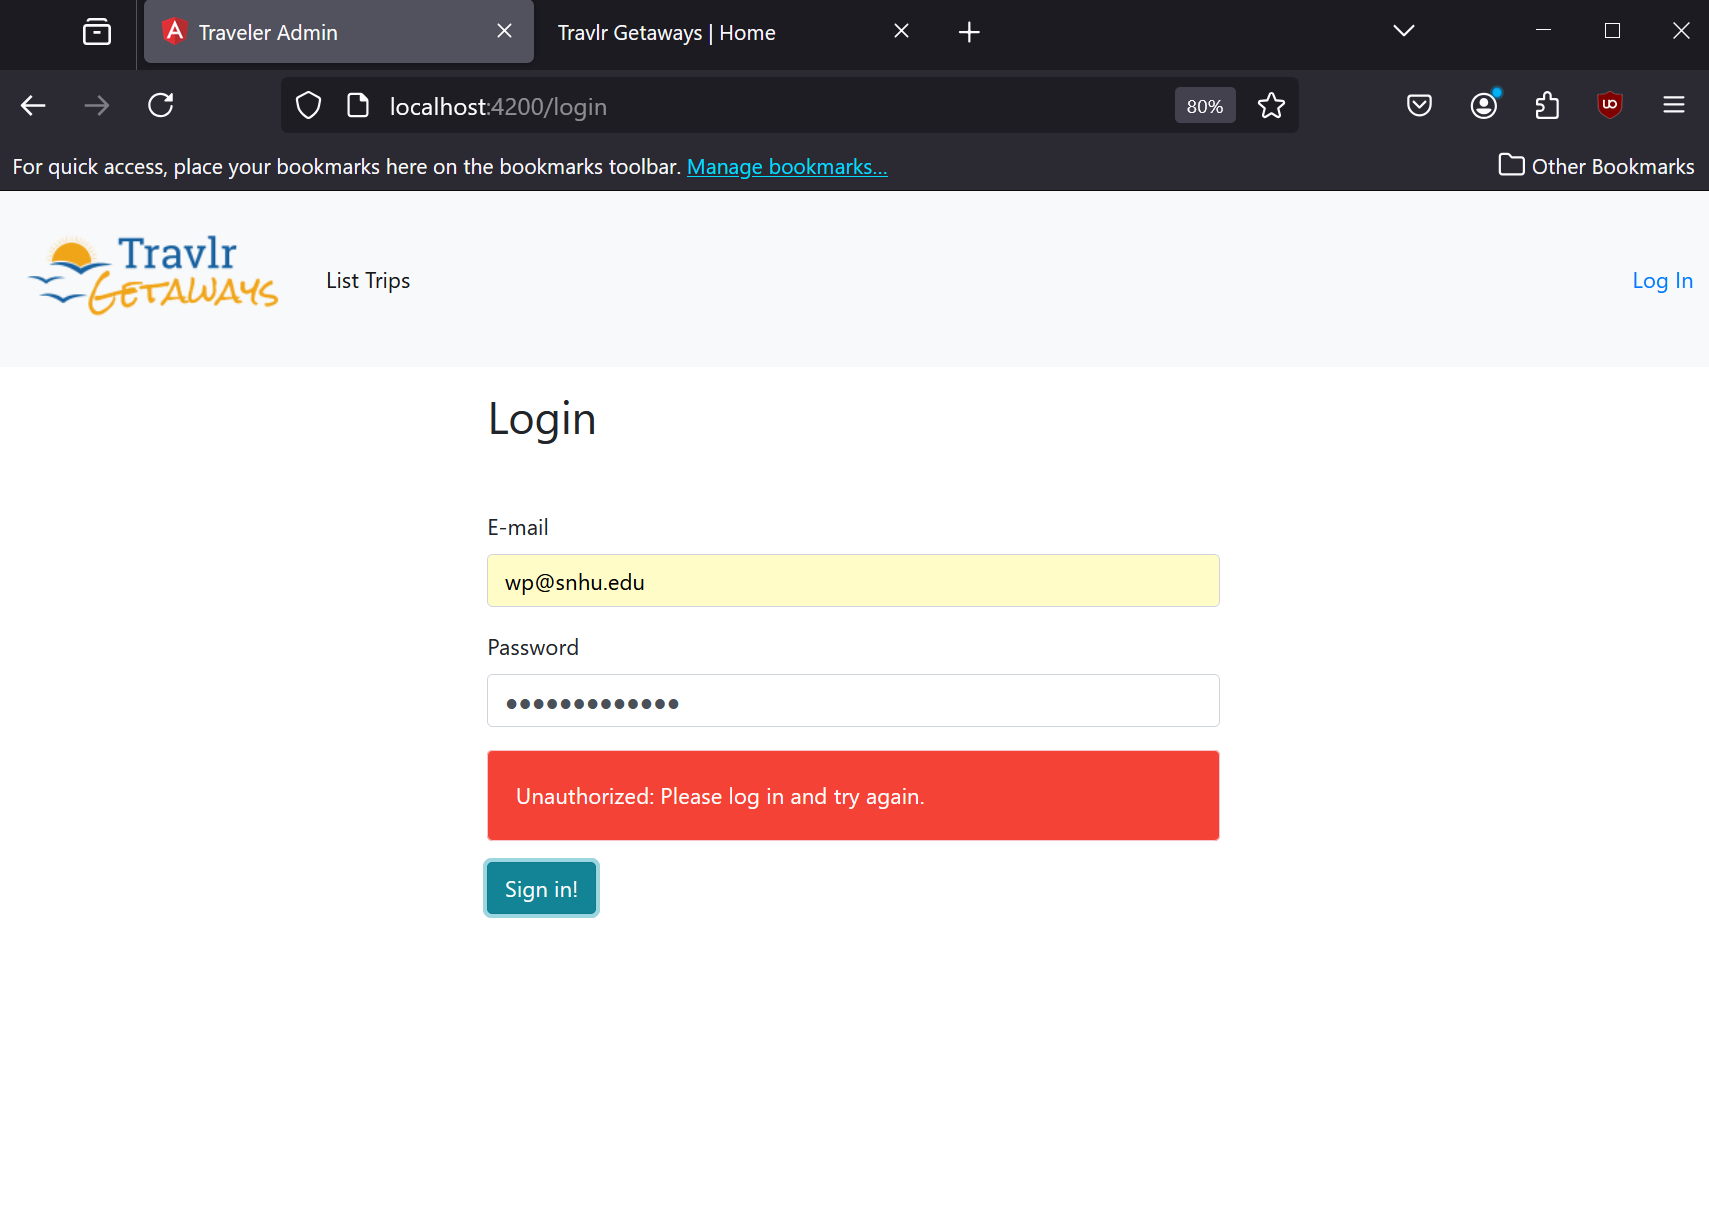 Traveler Admin
Travlr Getaways | Home
localhost:4200/login
80%
For quick access, place your bookmarks here on the bookmarks toolbar. Manage bookmarks...
Other Bookmarks
Travlr
GETAWAYS
List Trips
Log In
Login
E-mail
wp@snhu.edu
Password
Unauthorized: Please log in and try again.
Sign in!